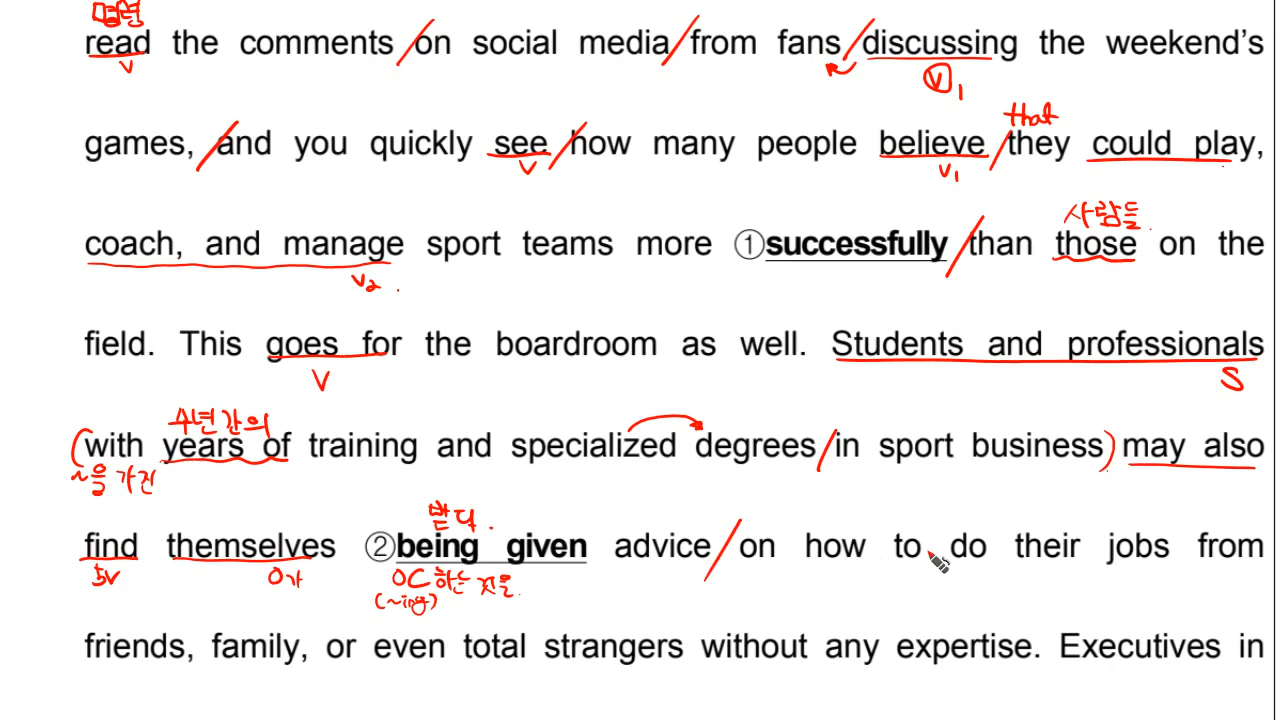 명령
read the comments on social media from fans discussing the weekend's
V V1
that
games, and you quickly see how many people believe they could play,
V V1
사람들
coach, and manage sport teams more ①successfully than those on the
V2
field. This goes for the boardroom as well. Students and professionals
V S
수년간의
with years of training and specialized degrees in sport business) may also
~을 가진
받다.
find themselves ②being given advice on how to do their jobs from
5V O가 OC 하는 것을
(~ing)
friends, family, or even total strangers without any expertise. Executives in